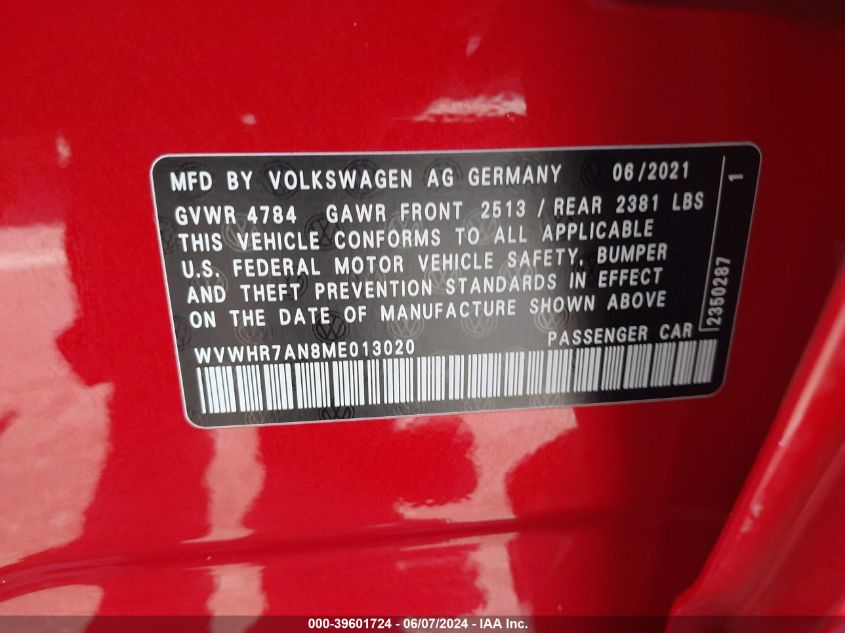 MFD BY VOLKSWAGEN AG GERMANY 06/2021
GVWR 4784 GAWR FRONT 2513 / REAR 2381 LBS
THIS VEHICLE CONFORMS TO ALL APPLICABLE
U.S. FEDERAL MOTOR VEHICLE SAFETY, BUMPER
AND THEFT PREVENTION STANDARDS IN EFFECT
ON THE DATE OF MANUFACTURE SHOWN ABOVE
WVWHR7AN8ME013020 PASSENGER CAR
2350287 1
000-39601724 - 06/07/2024 - IAA Inc.